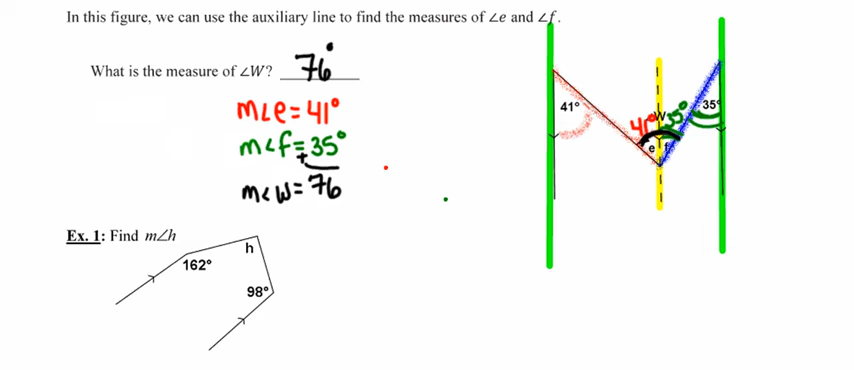 In this figure, we can use the auxiliary line to find the measures of ∠e and ∠f.
What is the measure of ∠W? 76°
m∠e = 41°
m∠f = 35°
+
m∠W = 76
41°
41°
W
35°
35°
e
f
Ex. 1: Find m∠h
h
162°
98°